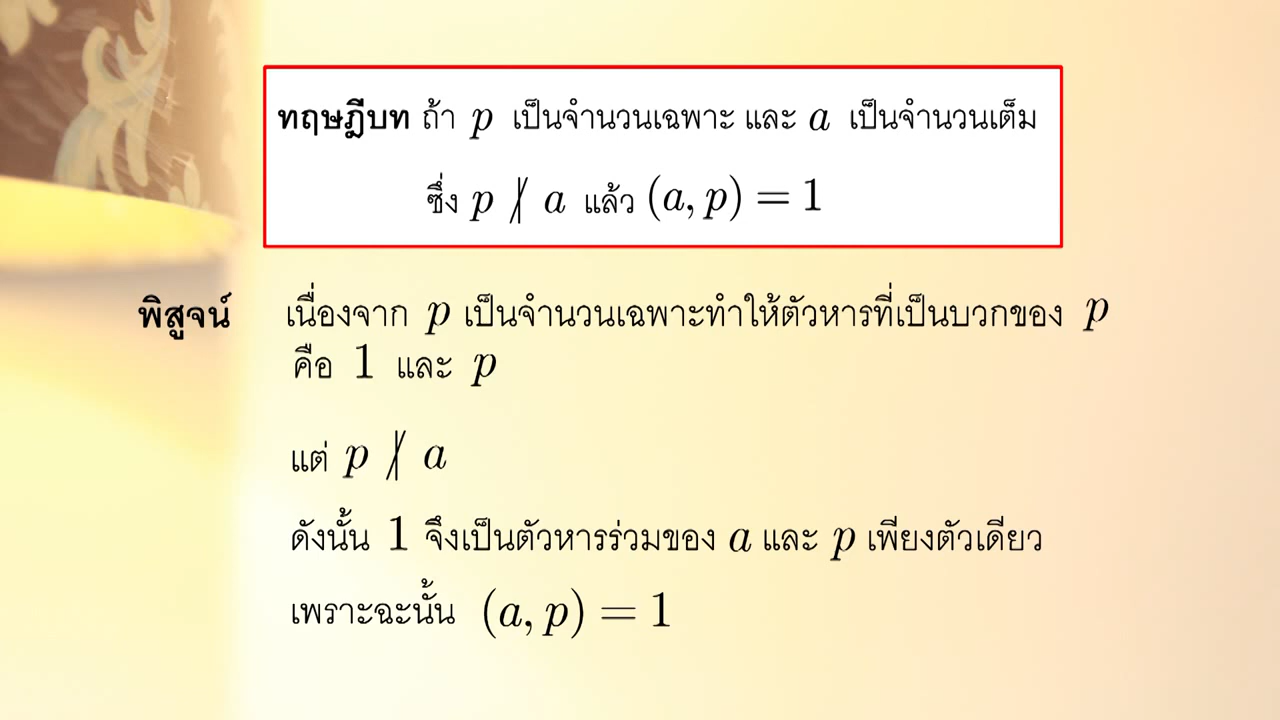 ทฤษฎีบท ถ้า p เป็นจำนวนเฉพาะ และ a เป็นจำนวนเต็ม
ซึ่ง p ∤ a แล้ว (a, p) = 1
พิสูจน์ เนื่องจาก p เป็นจำนวนเฉพาะทำให้ตัวหารที่เป็นบวกของ p
คือ 1 และ p
แต่ p ∤ a
ดังนั้น 1 จึงเป็นตัวหารร่วมของ a และ p เพียงตัวเดียว
เพราะฉะนั้น (a, p) = 1